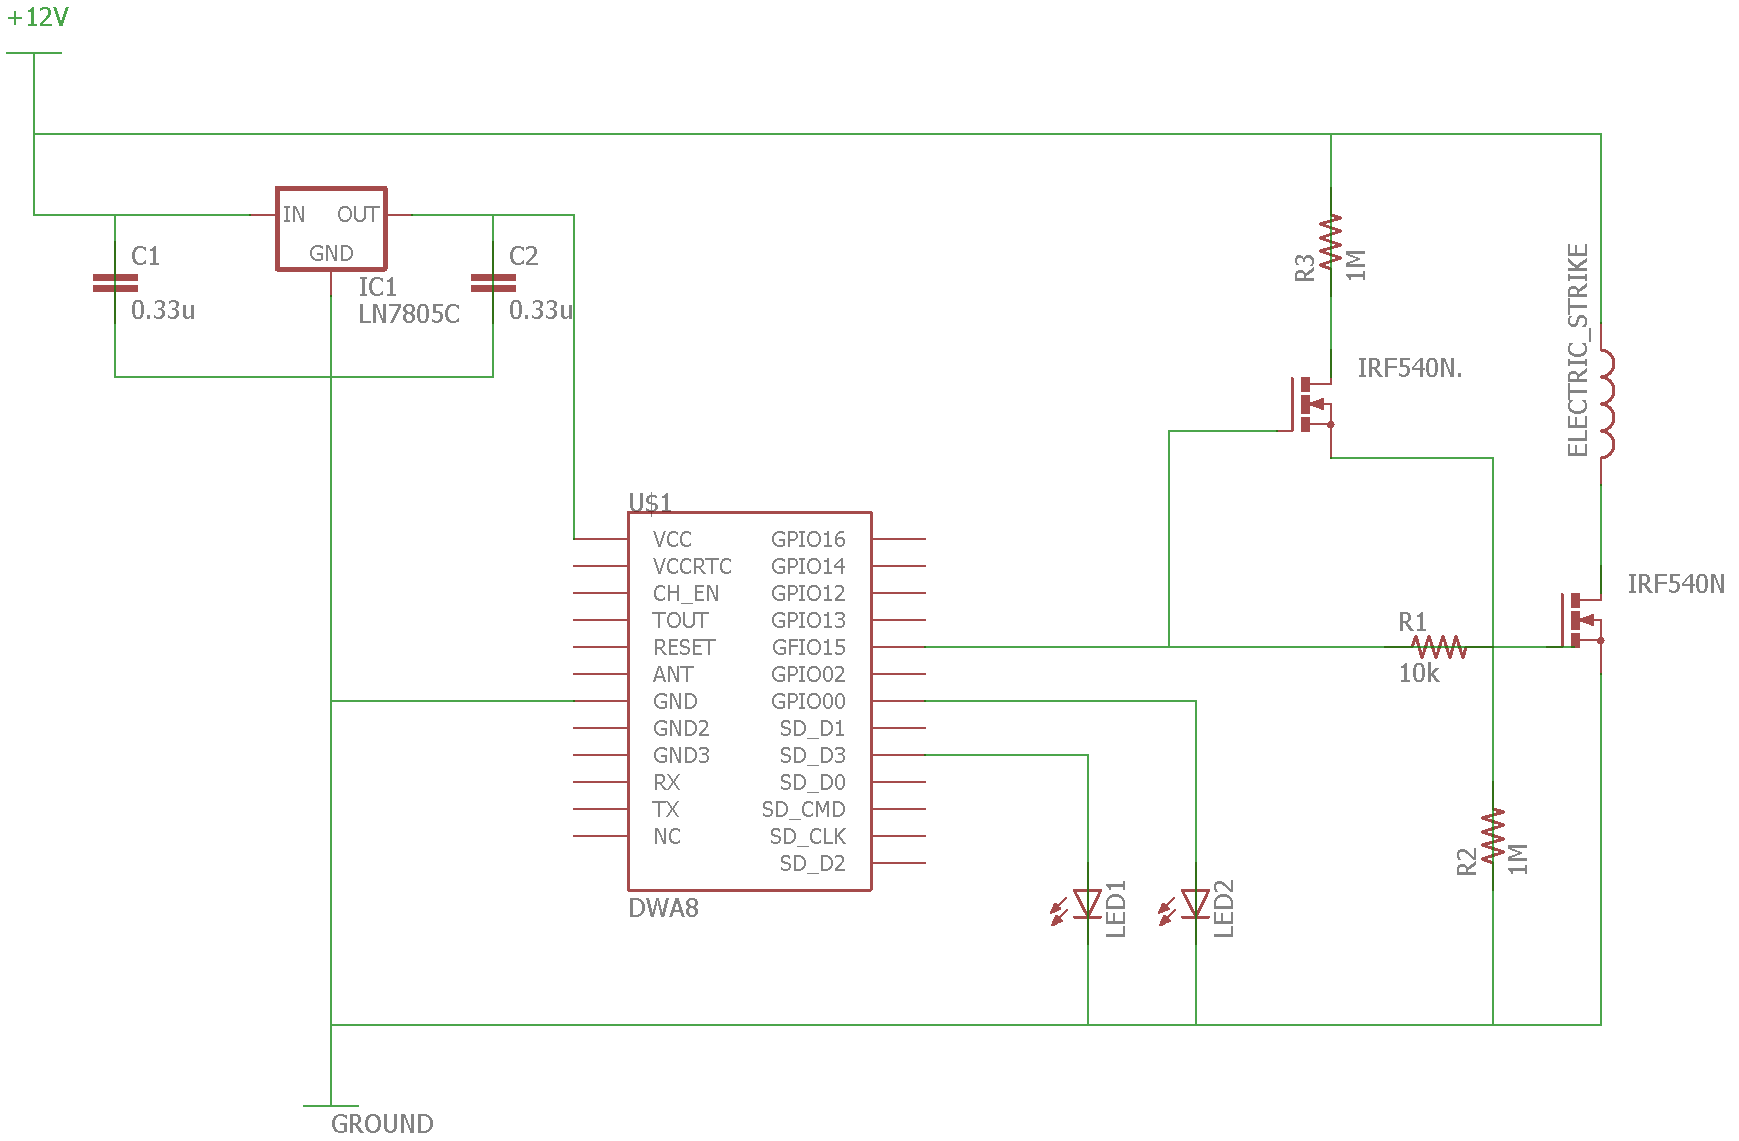 +12V
IN OUT
GND
C1
0.33u
IC1
LN7805C
C2
0.33u
R3
1M
IRF540N.
ELECTRIC_STRIKE
IRF540N
R1
10k
U$1
VCC GPIO16
VCCRTC GPIO14
CH_EN GPIO12
TOUT GPIO13
RESET GFIO15
ANT GPIO02
GND GPIO00
GND2 SD_D1
GND3 SD_D3
RX SD_D0
TX SD_CMD
NC SD_CLK
SD_D2
DWA8
LED1
LED2
R2
1M
GROUND